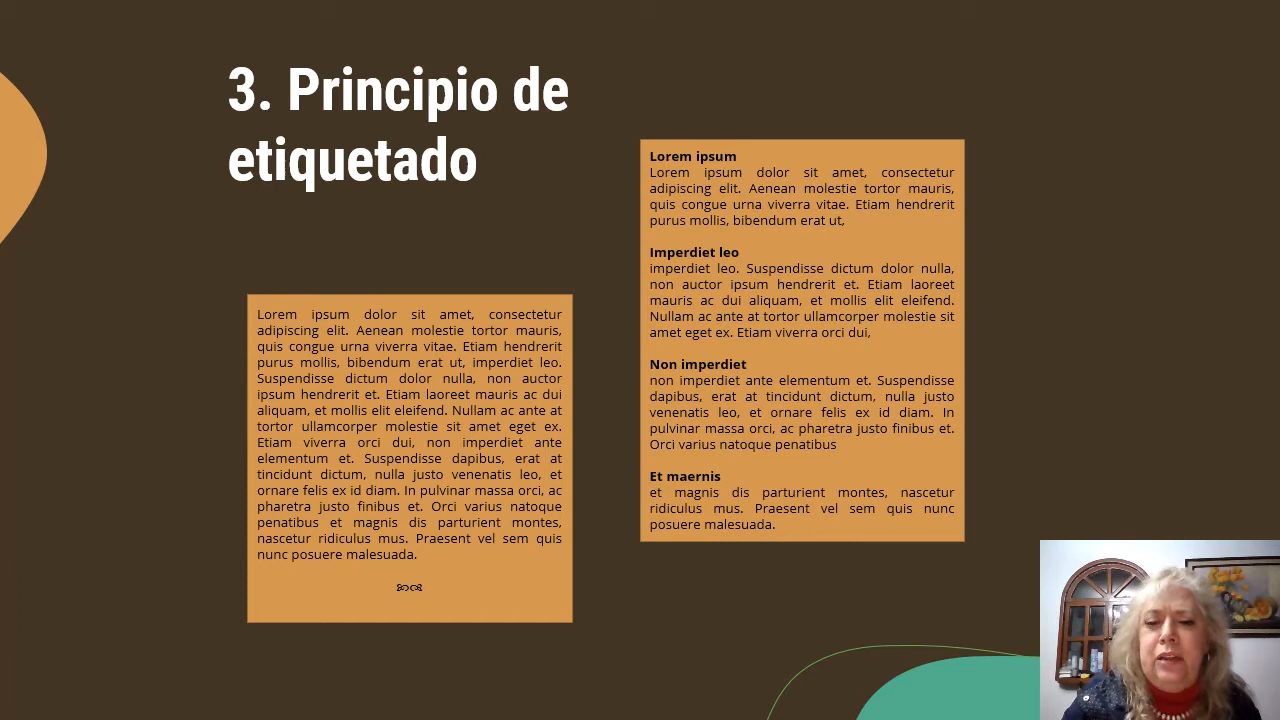 3. Principio de
etiquetado
Lorem ipsum dolor sit amet, consectetur
adipiscing elit. Aenean molestie tortor mauris,
quis congue urna viverra vitae. Etiam hendrerit
purus mollis, bibendum erat ut, imperdiet leo.
Suspendisse dictum dolor nulla, non auctor
ipsum hendrerit et. Etiam laoreet mauris ac dui
aliquam, et mollis elit eleifend. Nullam ac ante at
tortor ullamcorper molestie sit amet eget ex.
Etiam viverra orci dui, non imperdiet ante
elementum et. Suspendisse dapibus, erat at
tincidunt dictum, nulla justo venenatis leo, et
ornare felis ex id diam. In pulvinar massa orci, ac
pharetra justo finibus et. Orci varius natoque
penatibus et magnis dis parturient montes,
nascetur ridiculus mus. Praesent vel sem quis
nunc posuere malesuada.
Lorem ipsum
Lorem ipsum dolor sit amet, consectetur
adipiscing elit. Aenean molestie tortor mauris,
quis congue urna viverra vitae. Etiam hendrerit
purus mollis, bibendum erat ut,
Imperdiet leo
imperdiet leo. Suspendisse dictum dolor nulla,
non auctor ipsum hendrerit et. Etiam laoreet
mauris ac dui aliquam, et mollis elit eleifend.
Nullam ac ante at tortor ullamcorper molestie sit
amet eget ex. Etiam viverra orci dui,
Non imperdiet
non imperdiet ante elementum et. Suspendisse
dapibus, erat at tincidunt dictum, nulla justo
venenatis leo, et ornare felis ex id diam. In
pulvinar massa orci, ac pharetra justo finibus et.
Orci varius natoque penatibus
Et maernis
et magnis dis parturient montes, nascetur
ridiculus mus. Praesent vel sem quis nunc
posuere malesuada.